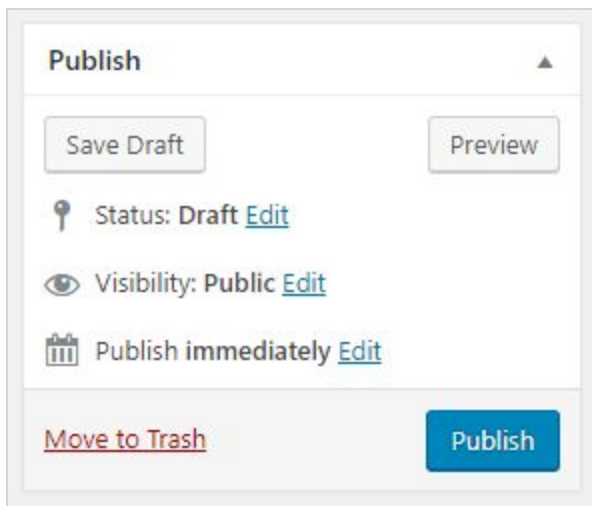 Publish
Save Draft Preview
Status: Draft Edit
Visibility: Public Edit
Publish immediately Edit
Move to Trash Publish